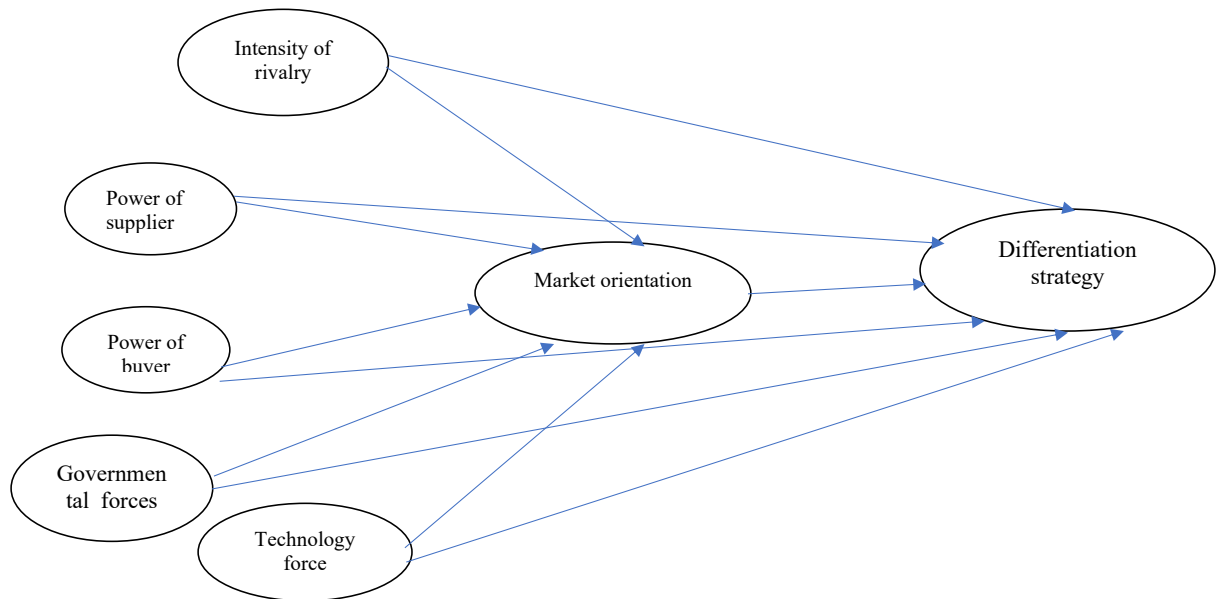 Intensity of
rivalry
Power of
supplier
Market orientation
Differentiation
strategy
Power of
buyer
Governmen
tal forces
Technology
force